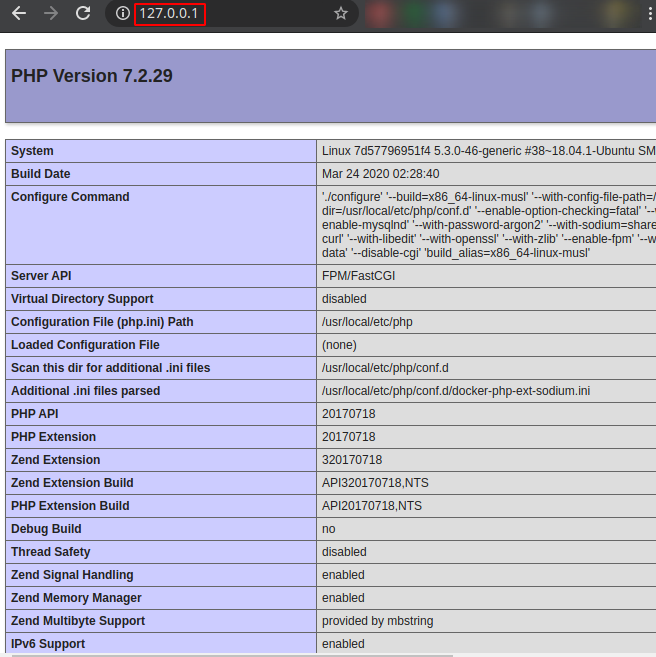 127.0.0.1
PHP Version 7.2.29
System Linux 7d57796951f4 5.3.0-46-generic #38~18.04.1-Ubuntu SM
Build Date Mar 24 2020 02:28:40
Configure Command './configure' '--build=x86_64-linux-musl' '--with-config-file-path=/
dir=/usr/local/etc/php/conf.d' '--enable-option-checking=fatal' '--w
enable-mysqlnd' '--with-password-argon2' '--with-sodium=share
curl' '--with-libedit' '--with-openssl' '--with-zlib' '--enable-fpm' '--w
data' '--disable-cgi' 'build_alias=x86_64-linux-musl'
Server API FPM/FastCGI
Virtual Directory Support disabled
Configuration File (php.ini) Path /usr/local/etc/php
Loaded Configuration File (none)
Scan this dir for additional .ini files /usr/local/etc/php/conf.d
Additional .ini files parsed /usr/local/etc/php/conf.d/docker-php-ext-sodium.ini
PHP API 20170718
PHP Extension 20170718
Zend Extension 320170718
Zend Extension Build API320170718,NTS
PHP Extension Build API20170718,NTS
Debug Build no
Thread Safety disabled
Zend Signal Handling enabled
Zend Memory Manager enabled
Zend Multibyte Support provided by mbstring
IPv6 Support enabled